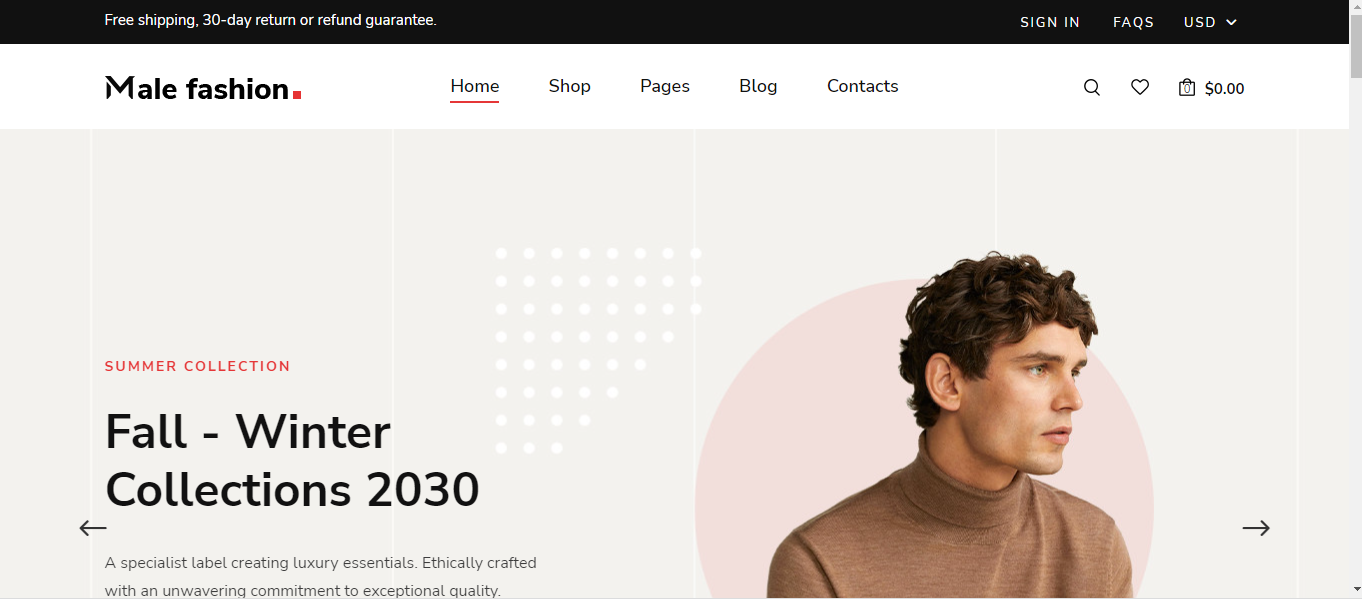 Free shipping, 30-day return or refund guarantee.
SIGN IN FAQS USD
Male fashion.
Home Shop Pages Blog Contacts
0 $0.00
SUMMER COLLECTION
Fall - Winter
Collections 2030
A specialist label creating luxury essentials. Ethically crafted
with an unwavering commitment to exceptional quality.